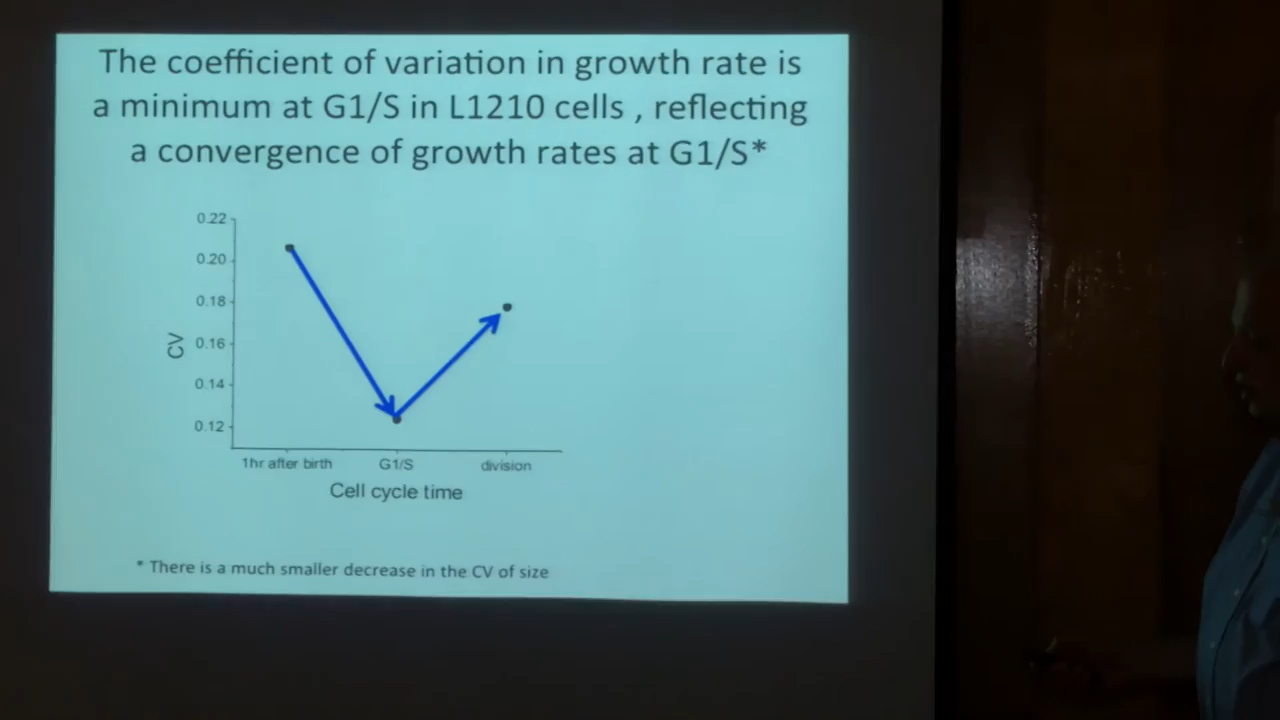 The coefficient of variation in growth rate is
a minimum at G1/S in L1210 cells , reflecting
a convergence of growth rates at G1/S*
0.22
0.20
0.18
0.16
0.14
0.12
CV
1hr after birth G1/S division
Cell cycle time
* There is a much smaller decrease in the CV of size